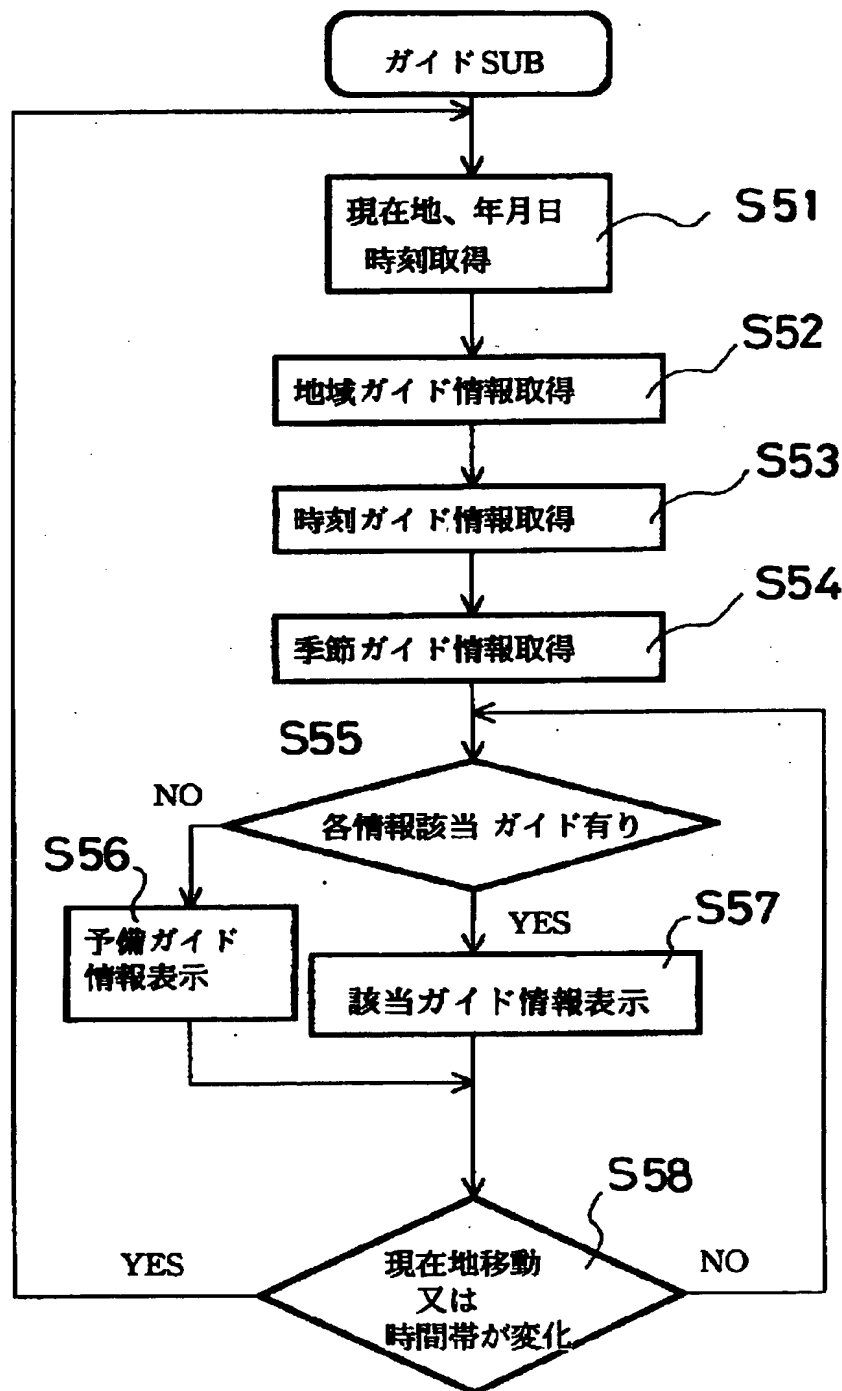 ガイドSUB
現在地、年月日
時刻取得
S51
地域ガイド情報取得
S52
時刻ガイド情報取得
S53
季節ガイド情報取得
S54
S55
各情報該当 ガイド有り
NO
YES
S56
予備ガイド
情報表示
S57
該当ガイド情報表示
S58
現在地移動
又は
時間帯が変化
YES
NO